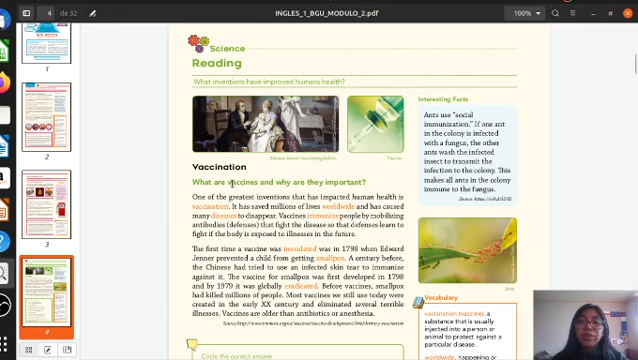 4 de 32
INGLES_1_BGU_MODULO_2.pdf
100%
Science
Reading
What inventions have improved humans health?
Vaccination
What are vaccines and why are they important?
One of the greatest inventions that has impacted human health is
vaccination. It has saved millions of lives worldwide and has caused
many diseases to disappear. Vaccines immunize people by mobilizing
antibodies (defenses) that fight the disease so that defenses learn to
fight if the body is exposed to illnesses in the future.
The first time a vaccine was inoculated was in 1796 when Edward
Jenner prevented a child from getting smallpox. A century before,
the Chinese had tried to use an infected skin tear to immunize
against it. The vaccine for smallpox was first developed in 1798
and by 1979 it was globally eradicated. Before vaccines, smallpox
had killed millions of people. Most vaccines we still use today were
created in the early XX century and eliminated several terrible
illnesses. Vaccines are older than antibiotics or anesthesia.
Circle the correct answer
Interesting Facts
Ants use "social
immunization." If one ant
in the colony is infected
with a fungus, the other
ants wash the infected
insect to transmit the
infection to the colony. This
makes all ants in the colony
immune to the fungus.
Ants
Vocabulary
vaccination (vaccine). a
substance that is usually
injected into a person or
animal to protect against a
particular disease.
worldwide. happening or
1
2
3
4